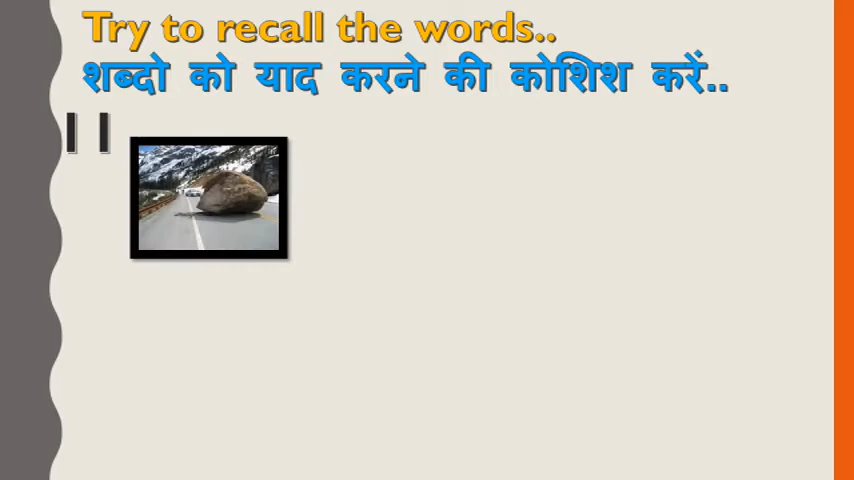 Try to recall the words..
शब्दो को याद करने की कोशिश करें..